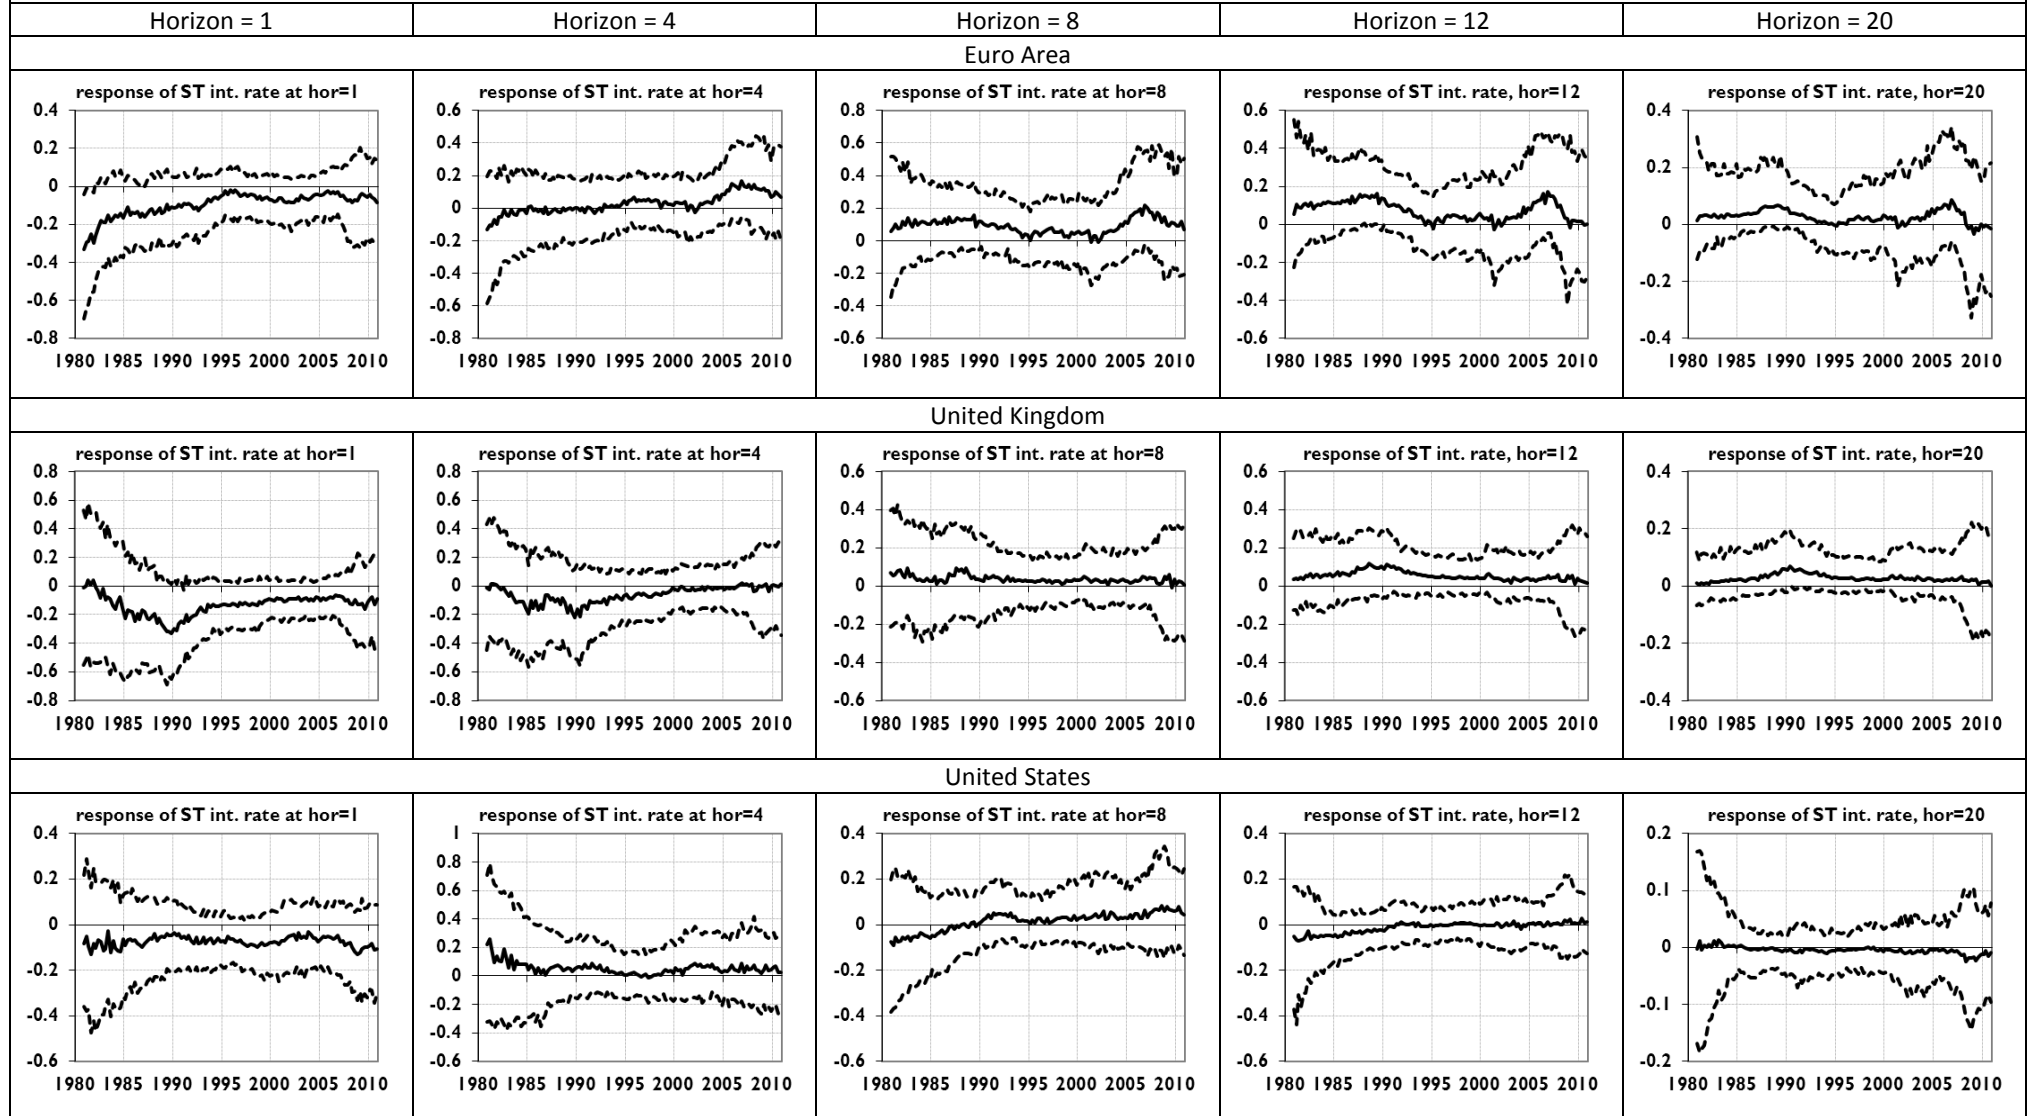 Horizon = 1 Horizon = 4 Horizon = 8 Horizon = 12 Horizon = 20
Euro Area
response of ST int. rate at hor=1 response of ST int. rate at hor=4 response of ST int. rate at hor=8 response of ST int. rate, hor=12 response of ST int. rate, hor=20
0.4 0.6 0.8 0.6 0.4
0.2 0.4 0.6 0.4 0.2
0 0.2 0.4 0.2 0
-0.2 0 0.2 0 -0.2
-0.4 -0.2 0 -0.2 -0.4
-0.6 -0.4 -0.2 -0.4
-0.8 -0.6 -0.4 -0.6
-0.8 -0.6
1980 1985 1990 1995 2000 2005 2010 1980 1985 1990 1995 2000 2005 2010 1980 1985 1990 1995 2000 2005 2010 1980 1985 1990 1995 2000 2005 2010 1980 1985 1990 1995 2000 2005 2010
United Kingdom
response of ST int. rate at hor=1 response of ST int. rate at hor=4 response of ST int. rate at hor=8 response of ST int. rate, hor=12 response of ST int. rate, hor=20
0.8 0.8 0.6 0.6 0.4
0.6 0.6 0.4 0.4 0.2
0.4 0.4 0.2 0.2 0
0.2 0.2 0 0 -0.2
0 0 -0.2 -0.2 -0.4
-0.2 -0.2 -0.4 -0.4
-0.4 -0.4 -0.6 -0.6
-0.6 -0.6
-0.8 -0.8
1980 1985 1990 1995 2000 2005 2010 1980 1985 1990 1995 2000 2005 2010 1980 1985 1990 1995 2000 2005 2010 1980 1985 1990 1995 2000 2005 2010 1980 1985 1990 1995 2000 2005 2010
United States
response of ST int. rate at hor=1 response of ST int. rate at hor=4 response of ST int. rate at hor=8 response of ST int. rate, hor=12 response of ST int. rate, hor=20
0.4 1 0.4 0.4 0.2
0.2 0.8 0.2 0.2 0.1
0 0.6 0 0 0
-0.2 0.4 -0.2 -0.2 -0.1
-0.4 0.2 -0.4 -0.4 -0.2
-0.6 0 -0.6 -0.6
-0.2
-0.4
-0.6
1980 1985 1990 1995 2000 2005 2010 1980 1985 1990 1995 2000 2005 2010 1980 1985 1990 1995 2000 2005 2010 1980 1985 1990 1995 2000 2005 2010 1980 1985 1990 1995 2000 2005 2010